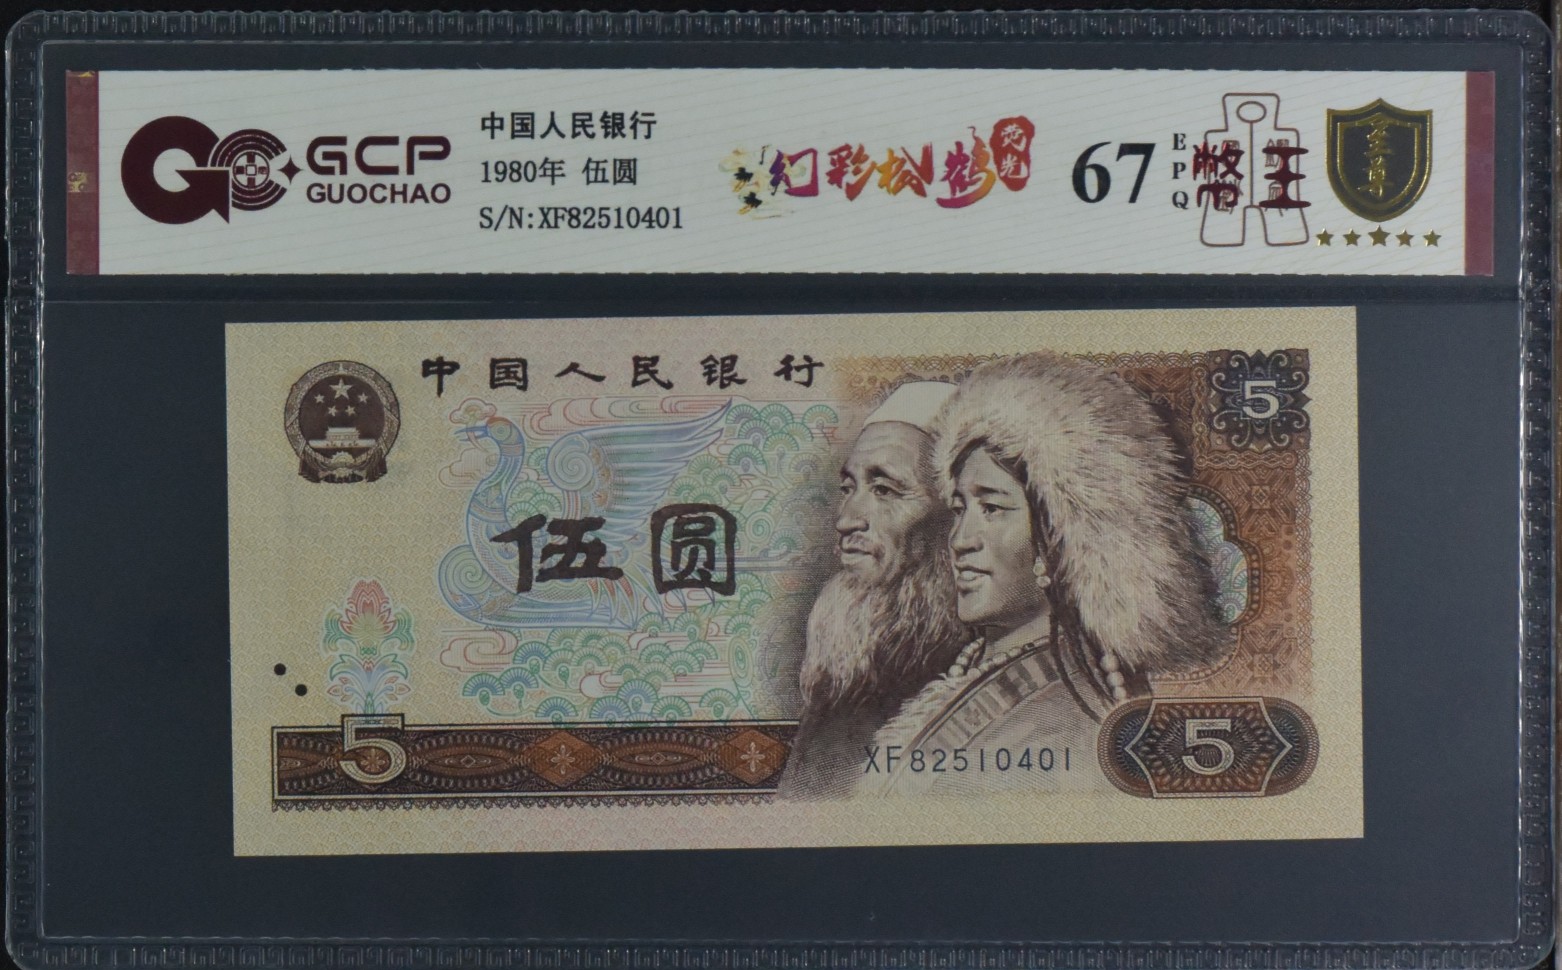 GCP
GUOCHAO
中国人民银行
1980年 伍圆
S/N:XF82510401
幻彩松鹤
荧光
67
EPQ
币王
至尊
中国人民银行
5
伍圆
5
XF82510401
5